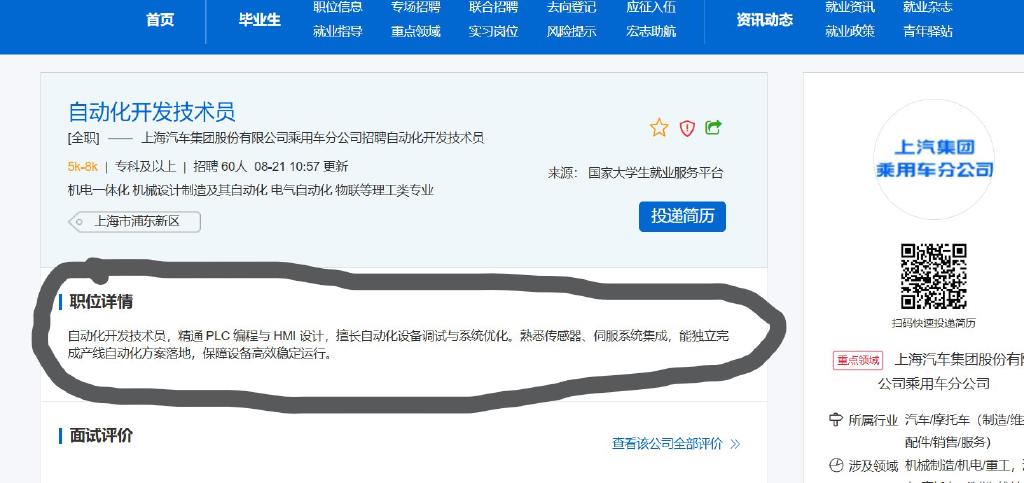 首页
毕业生
职位信息 专场招聘 联合招聘 去向登记 应征入伍
就业指导 重点领域 实习岗位 风险提示 宏志助航
资讯动态
就业资讯 就业杂志
就业政策 青年驿站
自动化开发技术员
[全职] —— 上海汽车集团股份有限公司乘用车分公司招聘自动化开发技术员
5k-8k | 专科及以上 | 招聘 60人 08-21 10:57 更新
机电一体化 机械设计制造及其自动化 电气自动化 物联等理工类专业
上海市浦东新区
来源： 国家大学生就业服务平台
投递简历
职位详情
自动化开发技术员，精通 PLC 编程与 HMI 设计，擅长自动化设备调试与系统优化。熟悉传感器、伺服系统集成，能独立完
成产线自动化方案落地，保障设备高效稳定运行。
面试评价
查看该公司全部评价 》
上汽集团
乘用车分公司
扫码快速投递简历
重点领域 上海汽车集团股份有
公司乘用车分公司
所属行业 汽车/摩托车（制造/维
配件/销售/服务）
涉及领域 机械制造/机电/重工，